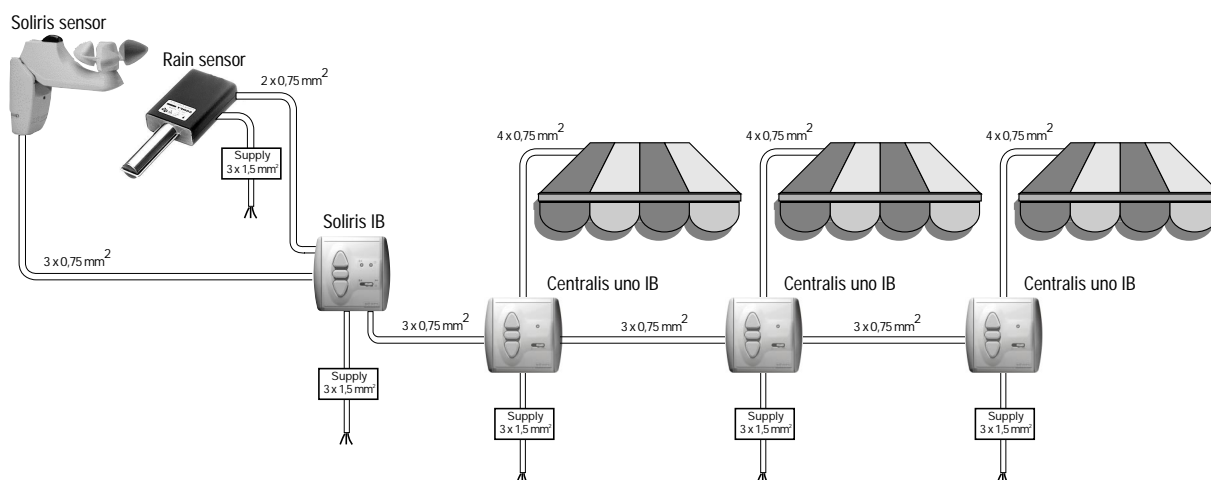 Soliris sensor
Rain sensor
2 x 0,75 mm²
Supply
3 x 1,5 mm²
4 x 0,75 mm²
4 x 0,75 mm²
4 x 0,75 mm²
Soliris IB
3 x 0,75 mm²
Centralis uno IB
Centralis uno IB
Centralis uno IB
3 x 0,75 mm²
3 x 0,75 mm²
3 x 0,75 mm²
Supply
3 x 1,5 mm²
Supply
3 x 1,5 mm²
Supply
3 x 1,5 mm²
Supply
3 x 1,5 mm²